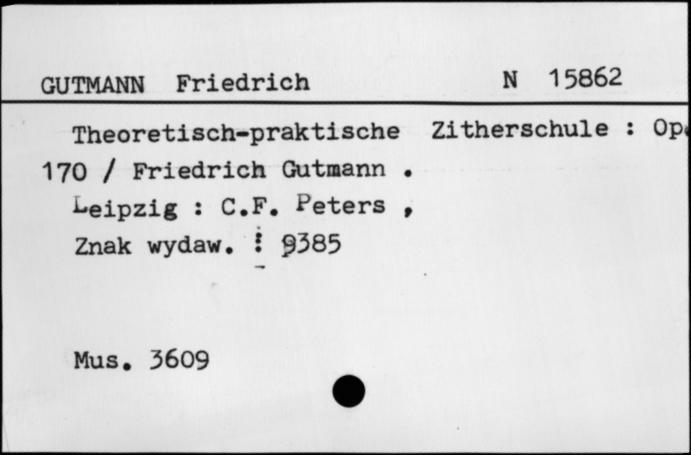 GUTMANN Friedrich N 15862
Theoretisch-praktische Zitherschule : Op.
170 / Friedrich Gutmann .
Leipzig : C.F. Peters ,
Znak wydaw. : 9385
Mus. 3609